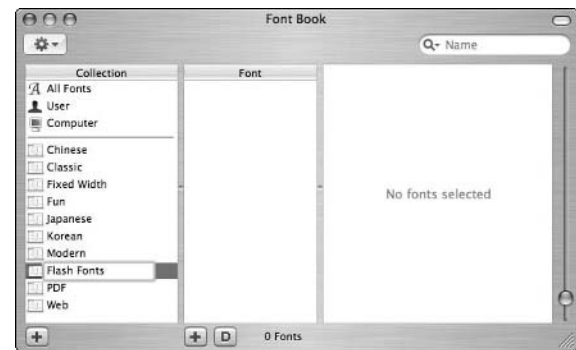 Font Book
Name
Collection
Font
All Fonts
User
Computer
Chinese
Classic
Fixed Width
Fun
Japanese
Korean
Modern
Flash Fonts
PDF
Web
No fonts selected
D
0 Fonts